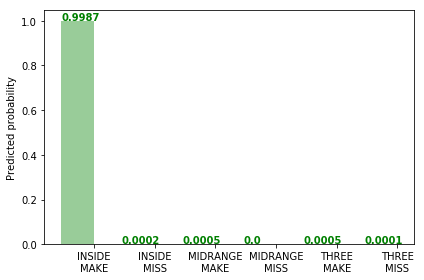 0.9987
1.0
0.8
0.6
0.4
0.2
0.0
Predicted probability
0.0002
0.0005
0.0
0.0005
0.0001
INSIDE
MAKE
INSIDE
MISS
MIDRANGE
MAKE
MIDRANGE
MISS
THREE
MAKE
THREE
MISS